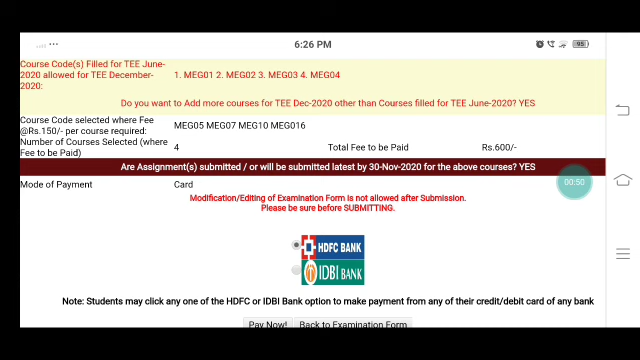 6:26 PM
95
Course Code(s) Filled for TEE June-
2020 allowed for TEE December-
2020:
1. MEG01 2. MEG02 3. MEG03 4. MEG04
Do you want to Add more courses for TEE Dec-2020 other than Courses filled for TEE June-2020? YES
Course Code selected where Fee
@Rs.150/- per course required:
MEG05 MEG07 MEG10 MEG016
Number of Courses Selected (where
Fee to be Paid)
4
Total Fee to be Paid
Rs.600/-
Are Assignment(s) submitted / or will be submitted latest by 30-Nov-2020 for the above courses? YES
00:50
Mode of Payment
Card
Modification/Editing of Examination Form is not allowed after Submission.
Please be sure before SUBMITTING.
HDFC BANK
IDBI BANK
Note: Students may click any one of the HDFC or IDBI Bank option to make payment from any of their credit/debit card of any bank
Pay Now!
Back to Examination Form